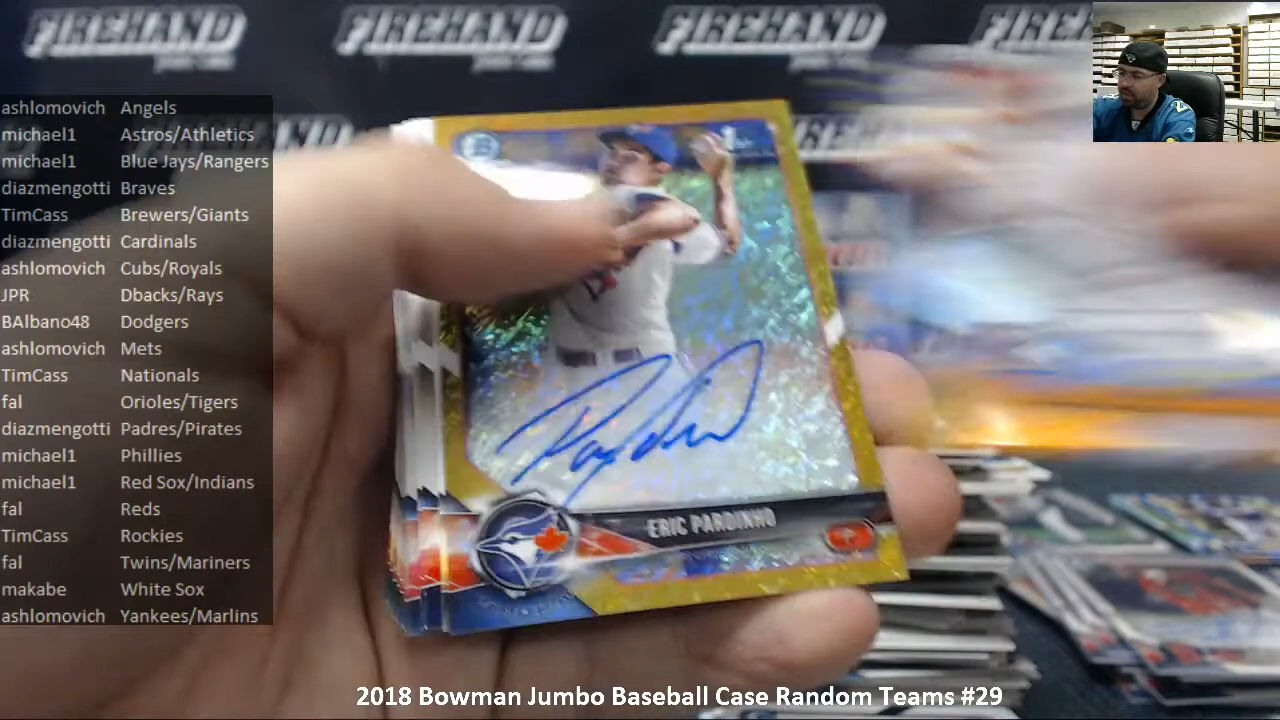 FIREHAND FIREHAND FIREHAND FIREHAND
ashlomovich Angels
michael1 Astros/Athletics
michael1 Blue Jays/Rangers
diazmengotti Braves
TimCass Brewers/Giants
diazmengotti Cardinals
ashlomovich Cubs/Royals
JPR Dbacks/Rays
BAlbano48 Dodgers
ashlomovich Mets
TimCass Nationals
fal Orioles/Tigers
diazmengotti Padres/Pirates
michael1 Phillies
michael1 Red Sox/Indians
fal Reds
TimCass Rockies
fal Twins/Mariners
makabe White Sox
ashlomovich Yankees/Marlins
ERIC PARDINHO
2018 Bowman Jumbo Baseball Case Random Teams #29